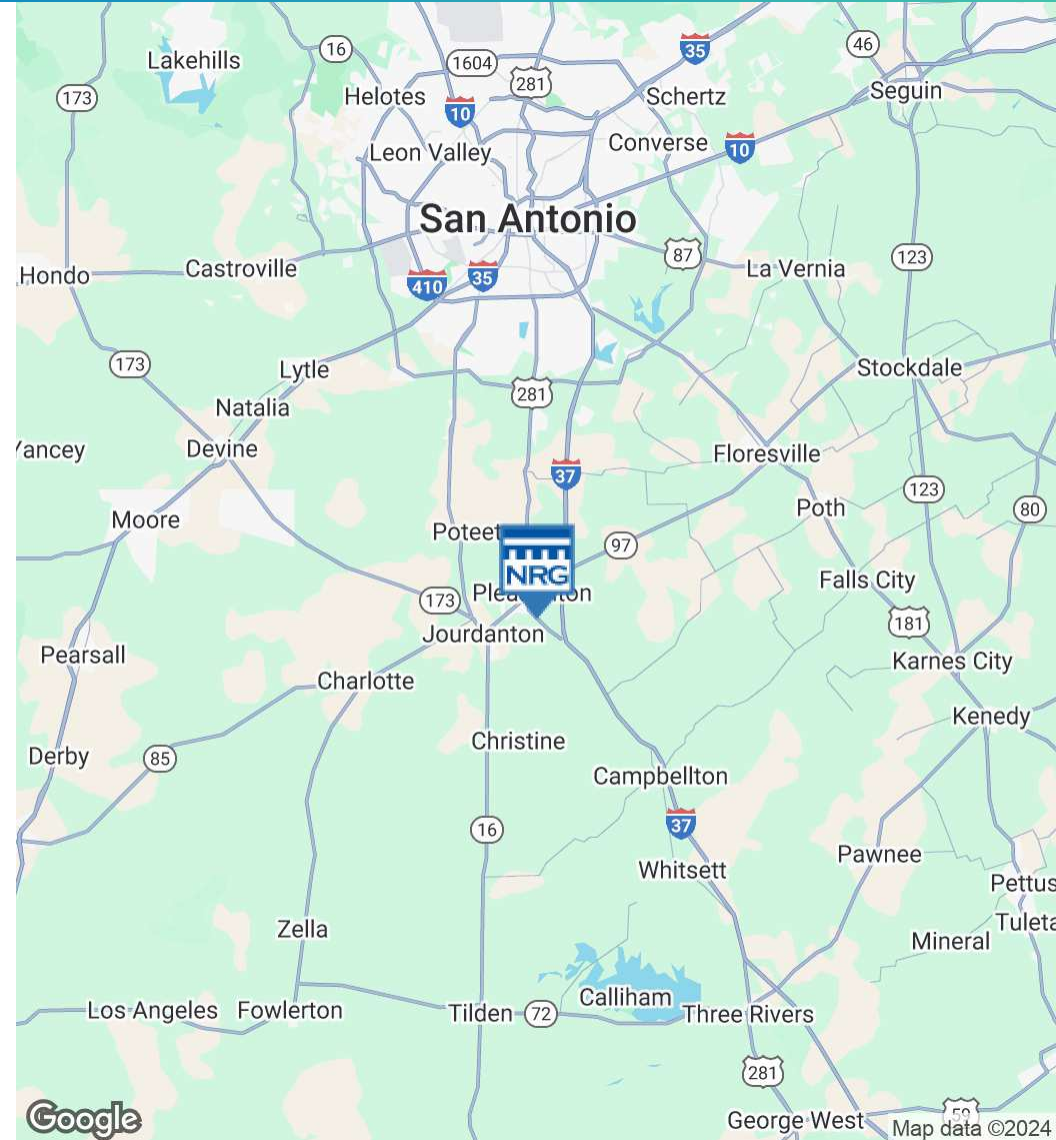 Lakehills
16
1604
281
35
46
173
Helotes
10
Schertz
Seguin
Leon Valley
Converse
10
San Antonio
87
123
Hondo
Castroville
410
35
La Vernia
173
Lytle
281
Stockdale
Natalia
Devine
Floresville
37
123
Moore
Poth
80
Poteet
97
NRG
Falls City
173
Jourdanton
181
Pearsall
Karnes City
Charlotte
Kenedy
Christine
Derby
85
Campbellton
37
16
Pawnee
Whitsett
Pettus
Zella
Mineral
Calliham
Los Angeles
Fowlerton
Tilden
72
Three Rivers
281
George West
59
Google
Map data ©2024